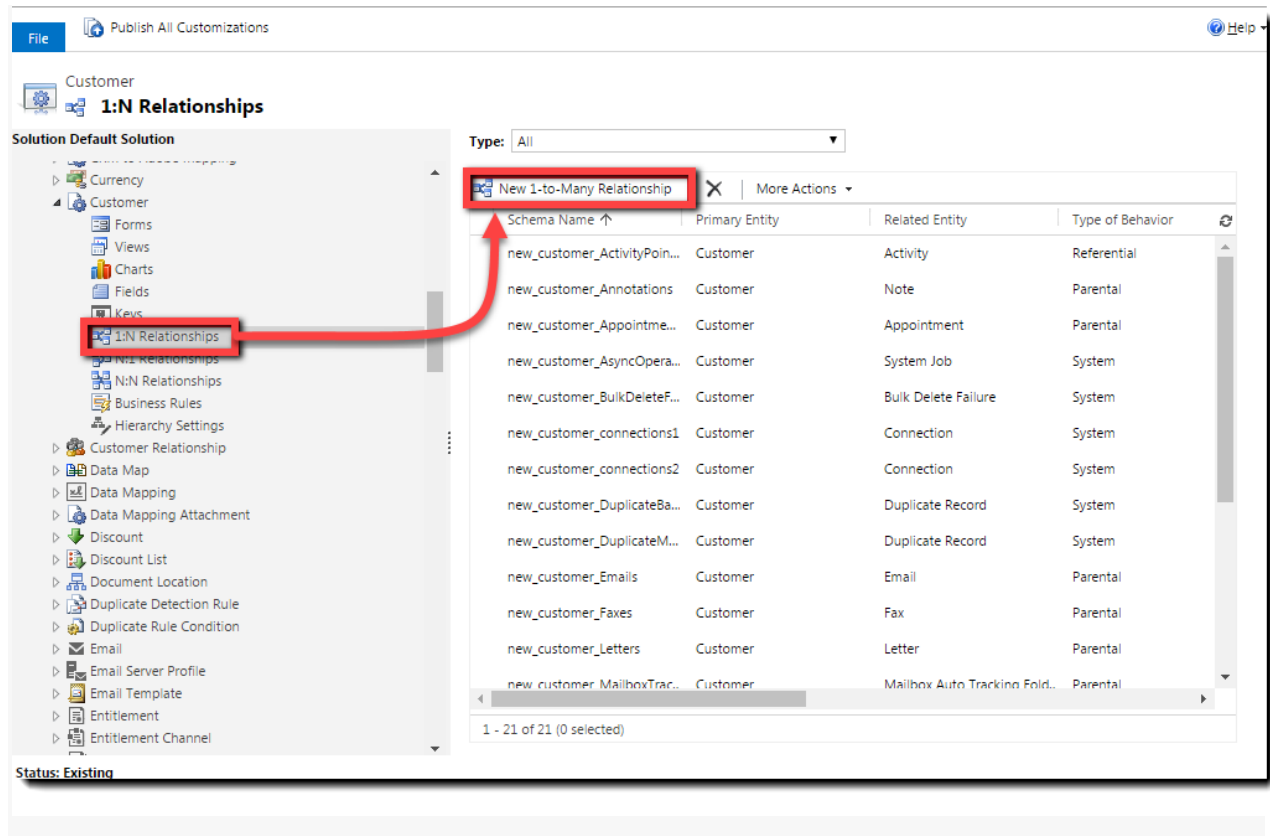 File
Publish All Customizations
Help
Customer
1:N Relationships
Solution Default Solution
Currency
Customer
Forms
Views
Charts
Fields
Keys
1:N Relationships
N:1 Relationships
N:N Relationships
Business Rules
Hierarchy Settings
Customer Relationship
Data Map
Data Mapping
Data Mapping Attachment
Discount
Discount List
Document Location
Duplicate Detection Rule
Duplicate Rule Condition
Email
Email Server Profile
Email Template
Entitlement
Entitlement Channel
Status: Existing
Type: All
New 1-to-Many Relationship More Actions
Schema Name Primary Entity Related Entity Type of Behavior
new_customer_ActivityPoin... Customer Activity Referential
new_customer_Annotations Customer Note Parental
new_customer_Appointme... Customer Appointment Parental
new_customer_AsyncOpera... Customer System Job System
new_customer_BulkDeleteF... Customer Bulk Delete Failure System
new_customer_connections1 Customer Connection System
new_customer_connections2 Customer Connection System
new_customer_DuplicateBa... Customer Duplicate Record System
new_customer_DuplicateM... Customer Duplicate Record System
new_customer_Emails Customer Email Parental
new_customer_Faxes Customer Fax Parental
new_customer_Letters Customer Letter Parental
new_customer_MailboxTrac... Customer Mailbox Auto Tracking Fold... Parental
1 - 21 of 21 (0 selected)